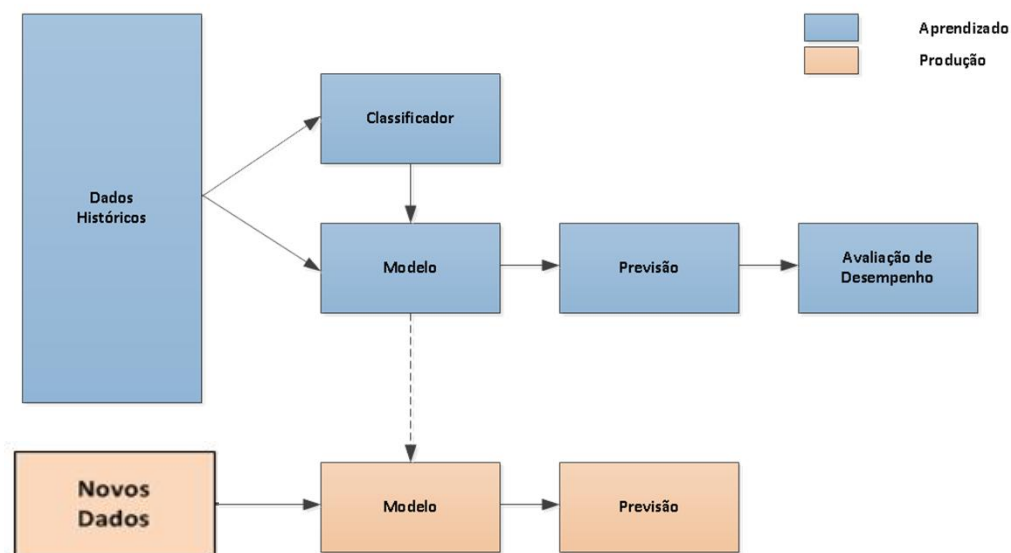 Aprendizado
Produção
Classificador
Dados
Históricos
Modelo
Previsão
Avaliação de
Desempenho
Novos
Dados
Modelo
Previsão